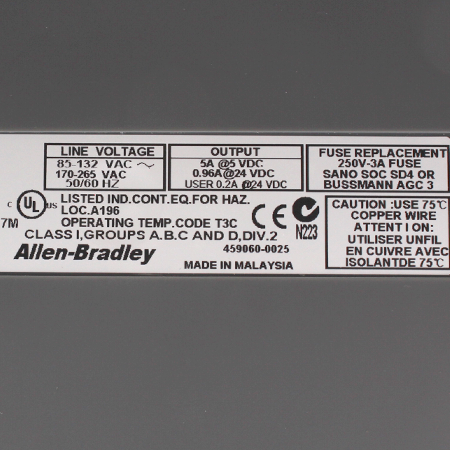 LINE VOLTAGE
85-132 VAC ~
170-265 VAC
50/60 HZ
OUTPUT
5A @5 VDC
0.96A@24 VDC
USER 0.2A @24 VDC
FUSE REPLACEMENT
250V-3A FUSE
SANO SOC SD4 OR
BUSSMANN AGC 3
C UL US
7M
LISTED IND.CONT.EQ.FOR HAZ.
LOC.A196
OPERATING TEMP.CODE T3C
CLASS I,GROUPS A.B.C AND D,DIV.2
CE
N223
459060-0025
Allen-Bradley
MADE IN MALAYSIA
CAUTION :USE 75℃
COPPER WIRE
ATTENTION:
UTILISER UNFIL
EN CUIVRE AVEC
ISOLANTDE 75℃